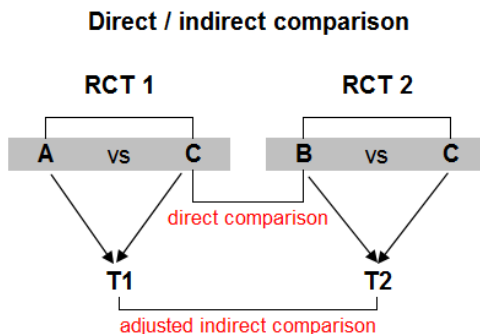 Direct / indirect comparison
RCT 1 RCT 2
A vs C B vs C
direct comparison
T1 T2
adjusted indirect comparison